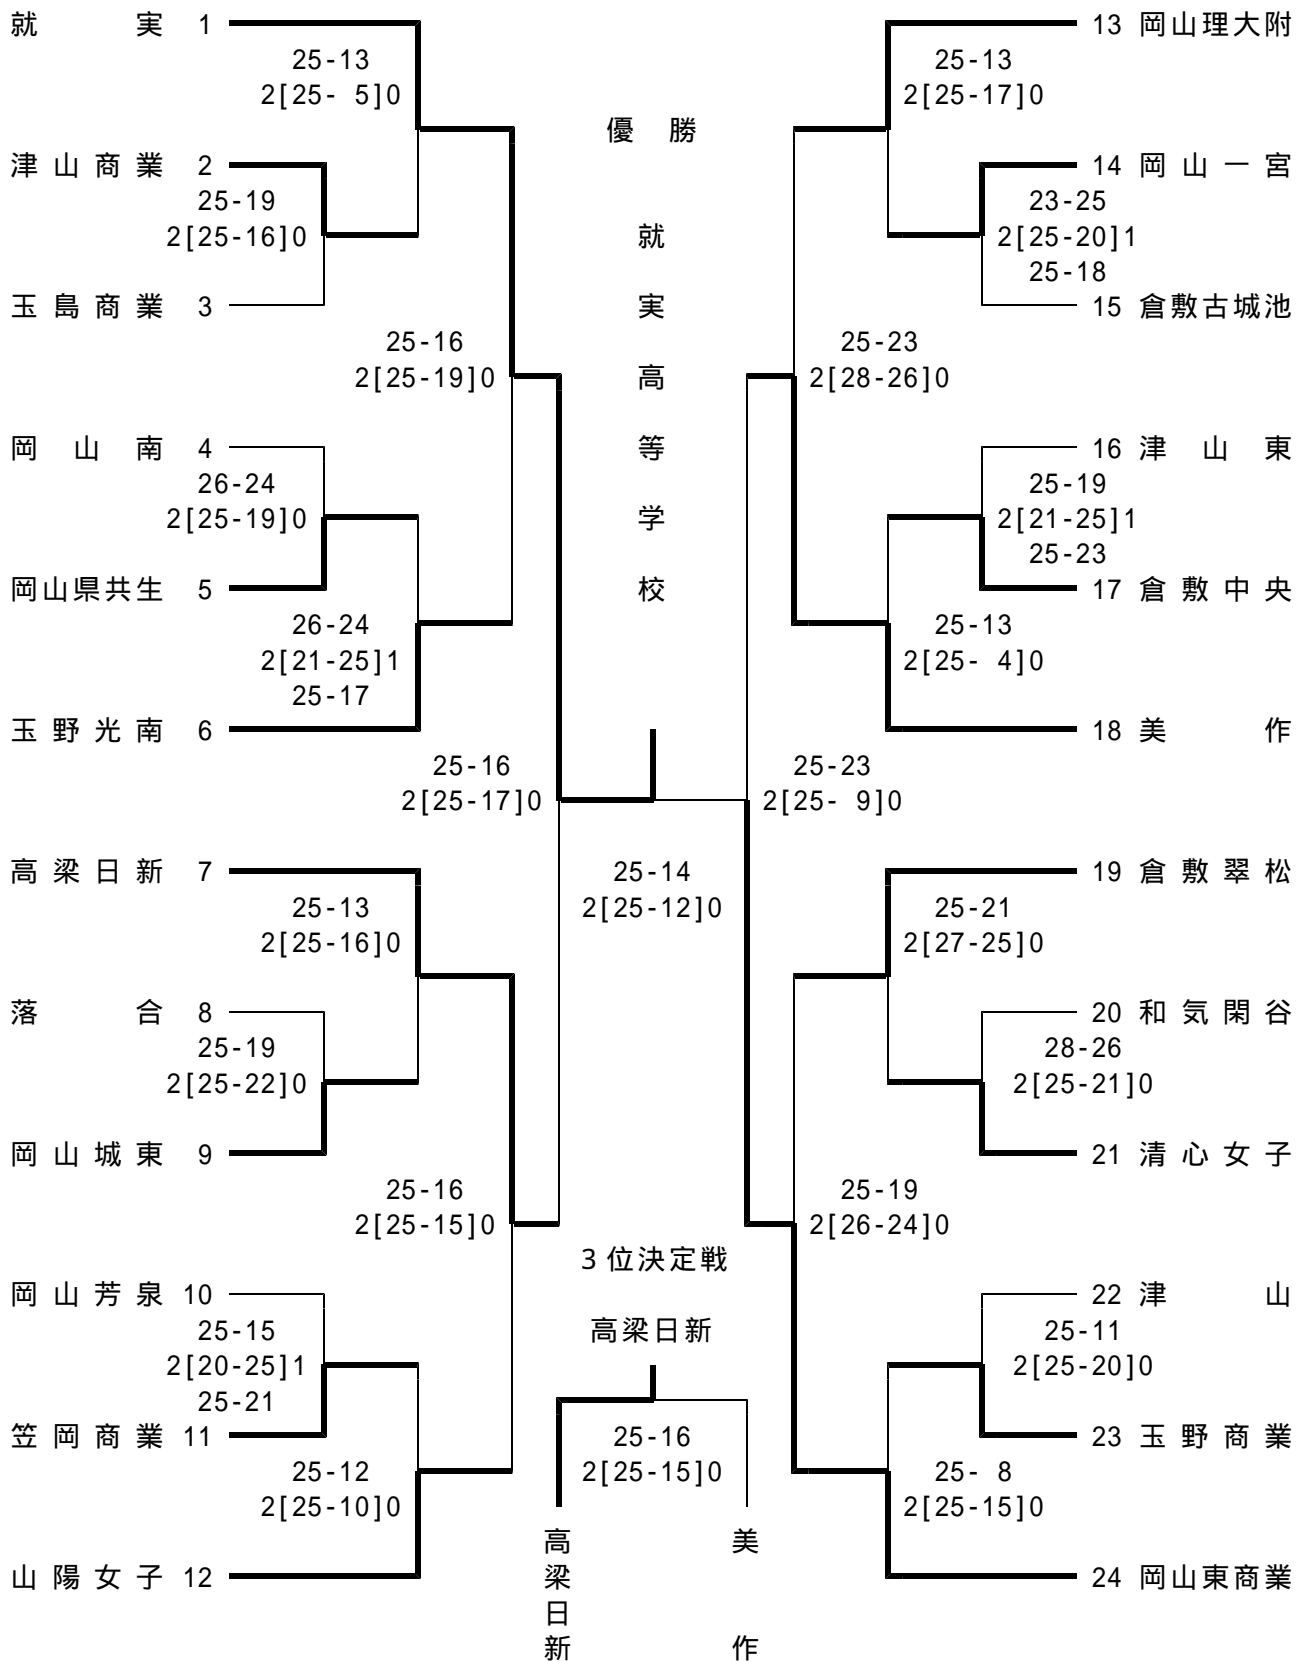 就実 1
25-13
2[25- 5]0
津山商業 2
25-19
2[25-16]0
玉島商業 3
25-16
2[25-19]0
岡山南 4
26-24
2[25-19]0
岡山県共生 5
26-24
2[21-25]1
25-17
玉野光南 6
25-16
2[25-17]0
高梁日新 7
25-13
2[25-16]0
落合 8
25-19
2[25-22]0
岡山城東 9
25-16
2[25-15]0
岡山芳泉 10
25-15
2[20-25]1
25-21
笠岡商業 11
25-12
2[25-10]0
山陽女子 12
優勝
就実高等学校
25-14
2[25-12]0
3位決定戦
高梁日新
25-16
2[25-15]0
高梁日新
美作
13 岡山理大附
25-13
2[25-17]0
14 岡山一宮
23-25
2[25-20]1
25-18
15 倉敷古城池
25-23
2[28-26]0
16 津山東
25-19
2[21-25]1
25-23
17 倉敷中央
25-13
2[25- 4]0
18 美作
25-23
2[25- 9]0
19 倉敷翠松
25-21
2[27-25]0
20 和気閑谷
28-26
2[25-21]0
21 清心女子
25-19
2[26-24]0
22 津山
25-11
2[25-20]0
23 玉野商業
25- 8
2[25-15]0
24 岡山東商業